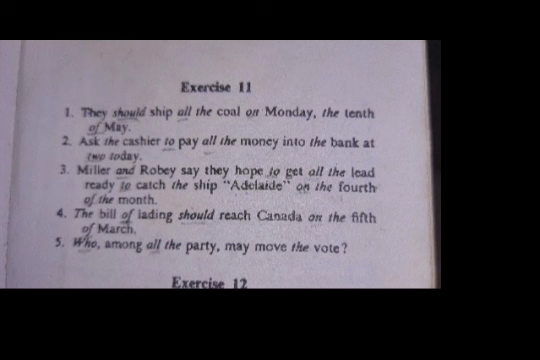 Exercise 11
1. They should ship all the coal on Monday, the tenth
of May.
2. Ask the cashier to pay all the money into the bank at
two today.
3. Miller and Robey say they hope to get all the lead
ready to catch the ship "Adelaide" on the fourth
of the month.
4. The bill of lading should reach Canada on the fifth
of March.
5. Who, among all the party, may move the vote?
Exercise 12